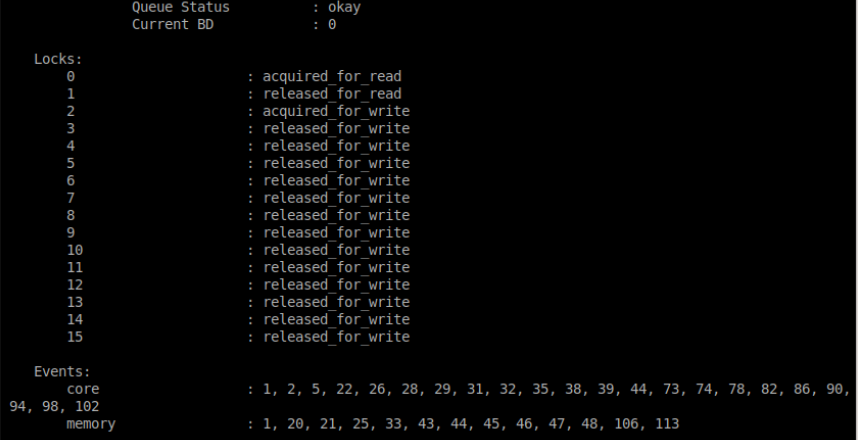 Queue Status : okay
Current BD : 0
Locks:
0 : acquired_for_read
1 : released_for_read
2 : acquired_for_write
3 : released_for_write
4 : released_for_write
5 : released_for_write
6 : released_for_write
7 : released_for_write
8 : released_for_write
9 : released_for_write
10 : released_for_write
11 : released_for_write
12 : released_for_write
13 : released_for_write
14 : released_for_write
15 : released_for_write
Events:
core : 1, 2, 5, 22, 26, 28, 29, 31, 32, 35, 38, 39, 44, 73, 74, 78, 82, 86, 90,
94, 98, 102
memory : 1, 20, 21, 25, 33, 43, 44, 45, 46, 47, 48, 106, 113